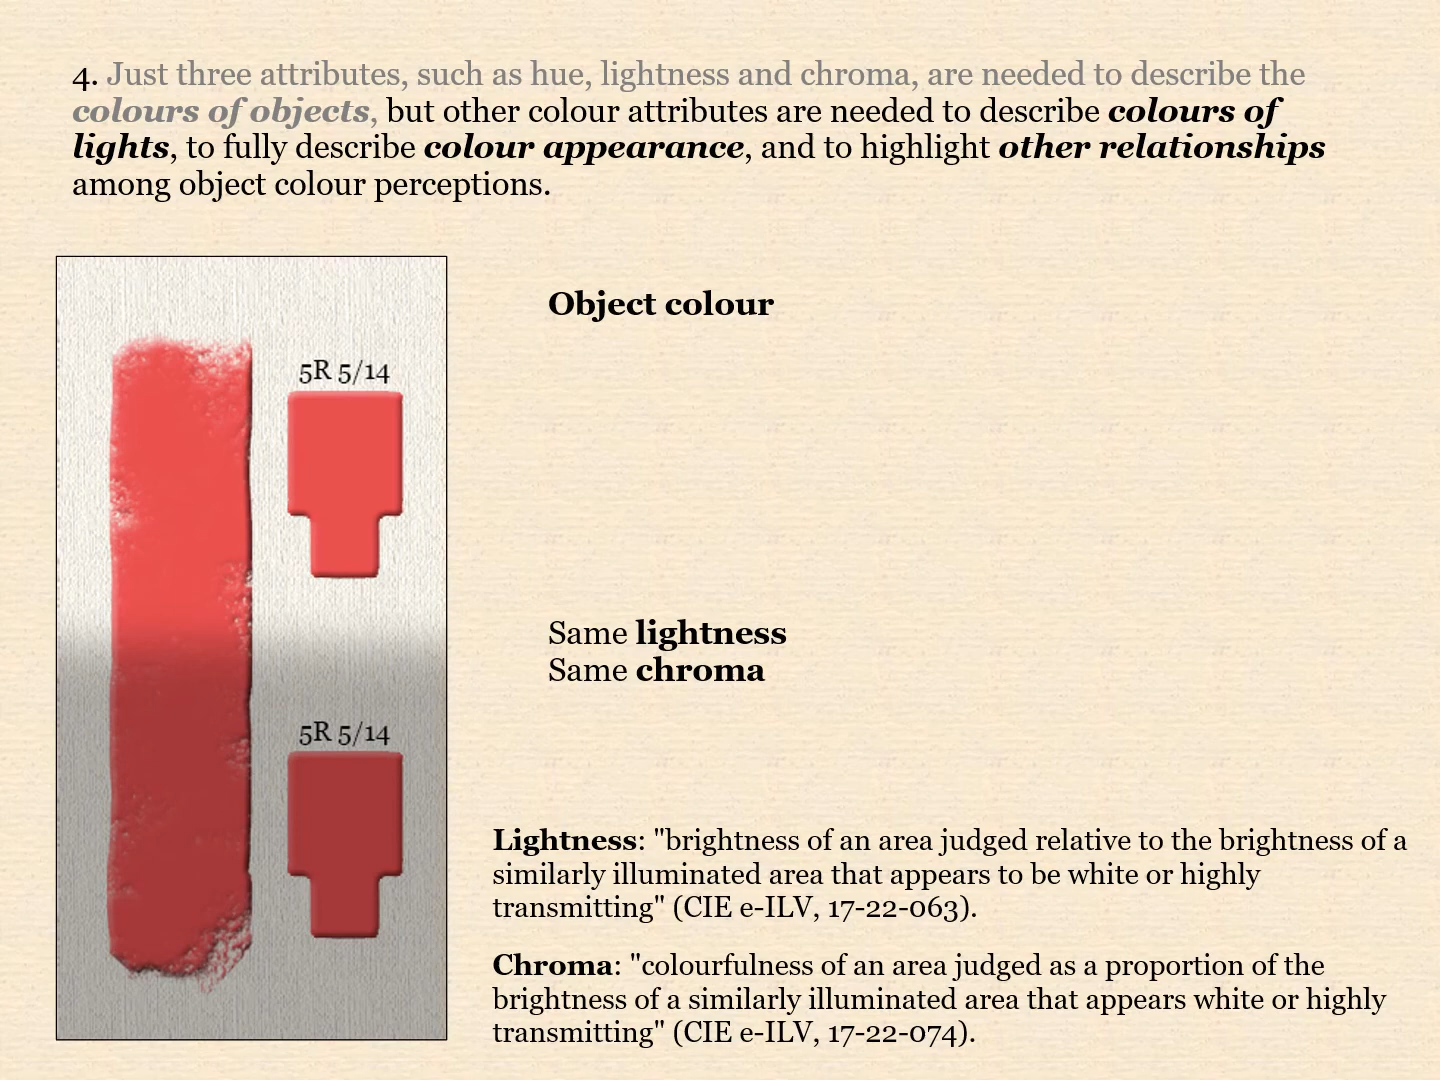 4. Just three attributes, such as hue, lightness and chroma, are needed to describe the
colours of objects, but other colour attributes are needed to describe colours of
lights, to fully describe colour appearance, and to highlight other relationships
among object colour perceptions.
Object colour
5R 5/14
Same lightness
Same chroma
5R 5/14
Lightness: "brightness of an area judged relative to the brightness of a
similarly illuminated area that appears to be white or highly
transmitting" (CIE e-ILV, 17-22-063).
Chroma: "colourfulness of an area judged as a proportion of the
brightness of a similarly illuminated area that appears white or highly
transmitting" (CIE e-ILV, 17-22-074).